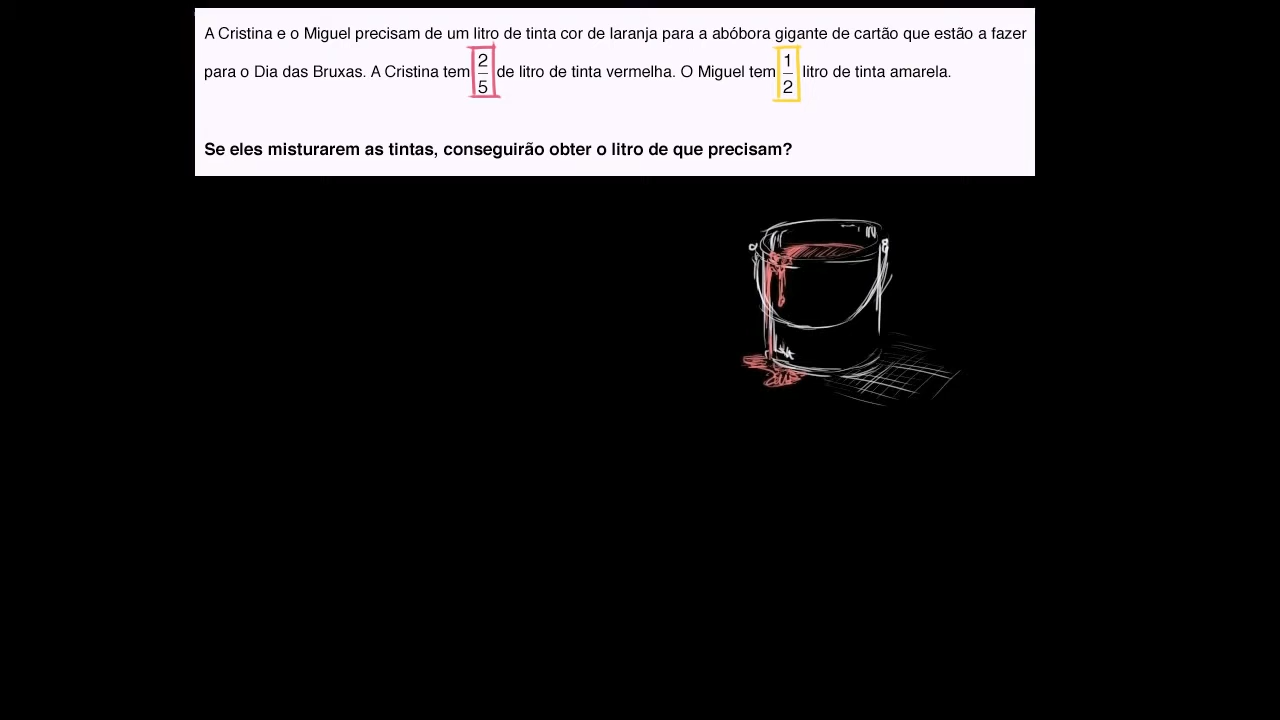 A Cristina e o Miguel precisam de um litro de tinta cor de laranja para a abóbora gigante de cartão que estão a fazer
para o Dia das Bruxas. A Cristina tem 2/5 de litro de tinta vermelha. O Miguel tem 1/2 litro de tinta amarela.
Se eles misturarem as tintas, conseguirão obter o litro de que precisam?